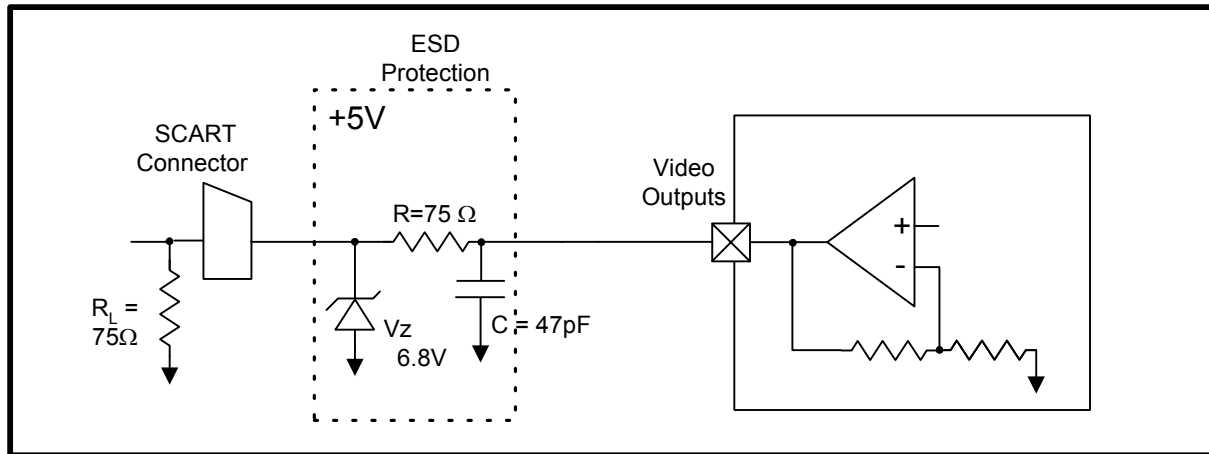 ESD
Protection
+5V
SCART
Connector
Video
Outputs
R=75 Ω
+
-
R_L =
75Ω
Vz
6.8V
C = 47pF